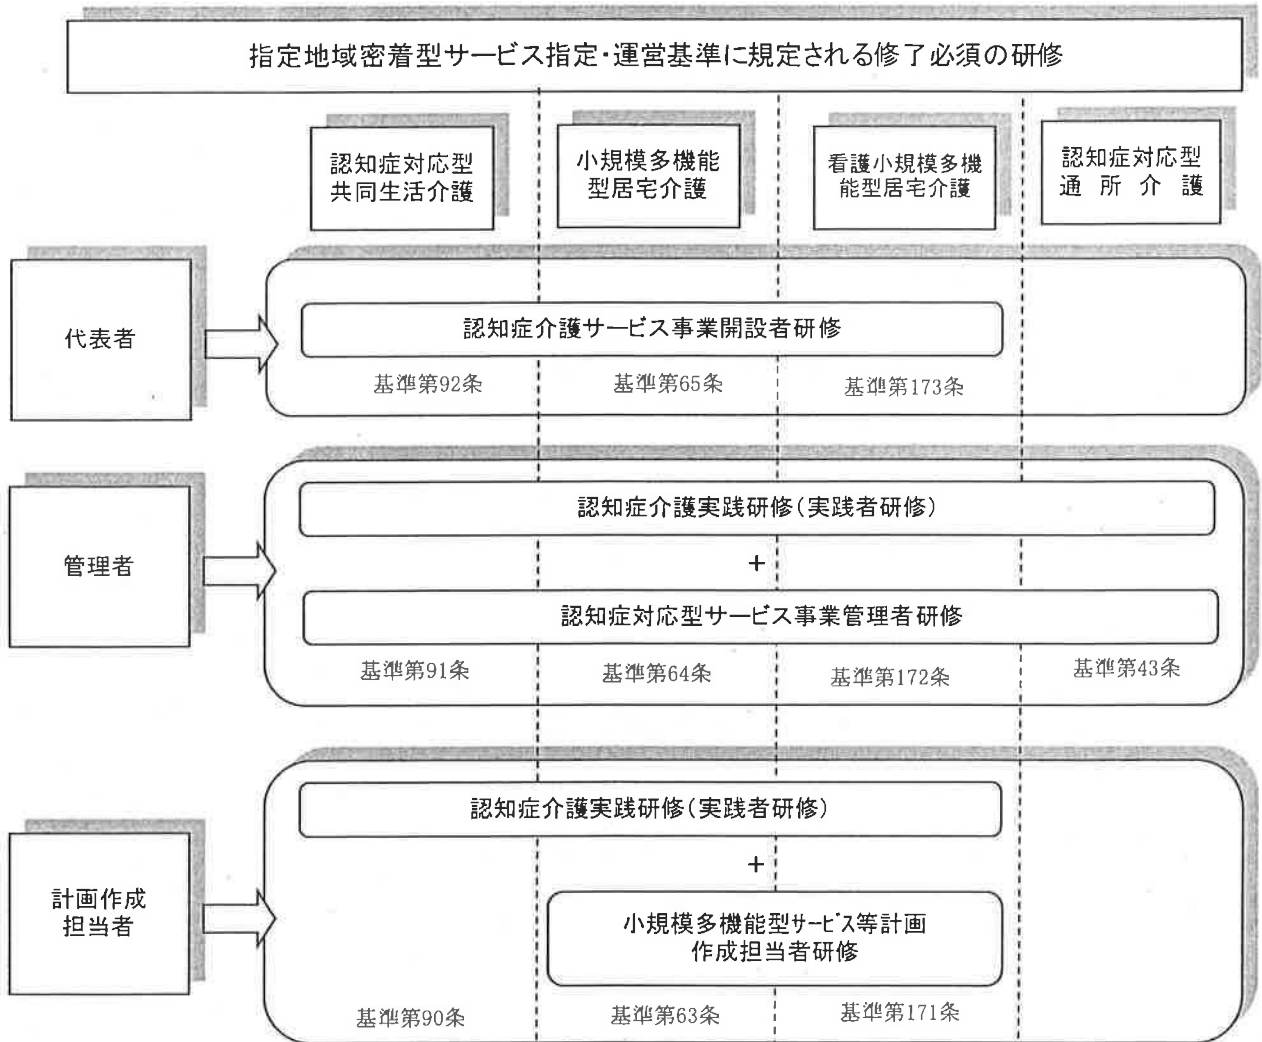 指定地域密着型サービス指定・運営基準に規定される修了必須の研修
認知症対応型
共同生活介護
小規模多機能
型居宅介護
看護小規模多機
能型居宅介護
認知症対応型
通所介護
代表者
認知症介護サービス事業開設者研修
基準第92条
基準第65条
基準第173条
管理者
認知症介護実践研修(実践者研修)
+
認知症対応型サービス事業管理者研修
基準第91条
基準第64条
基準第172条
基準第43条
計画作成
担当者
認知症介護実践研修(実践者研修)
+
小規模多機能型サービス等計画
作成担当者研修
基準第90条
基準第63条
基準第171条